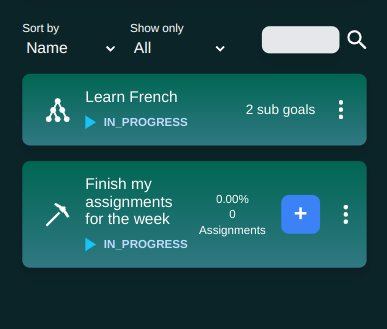 Sort by
Show only
Name
All
Learn French
IN_PROGRESS
2 sub goals
Finish my
assignments
for the week
IN_PROGRESS
0.00%
0
Assignments
+